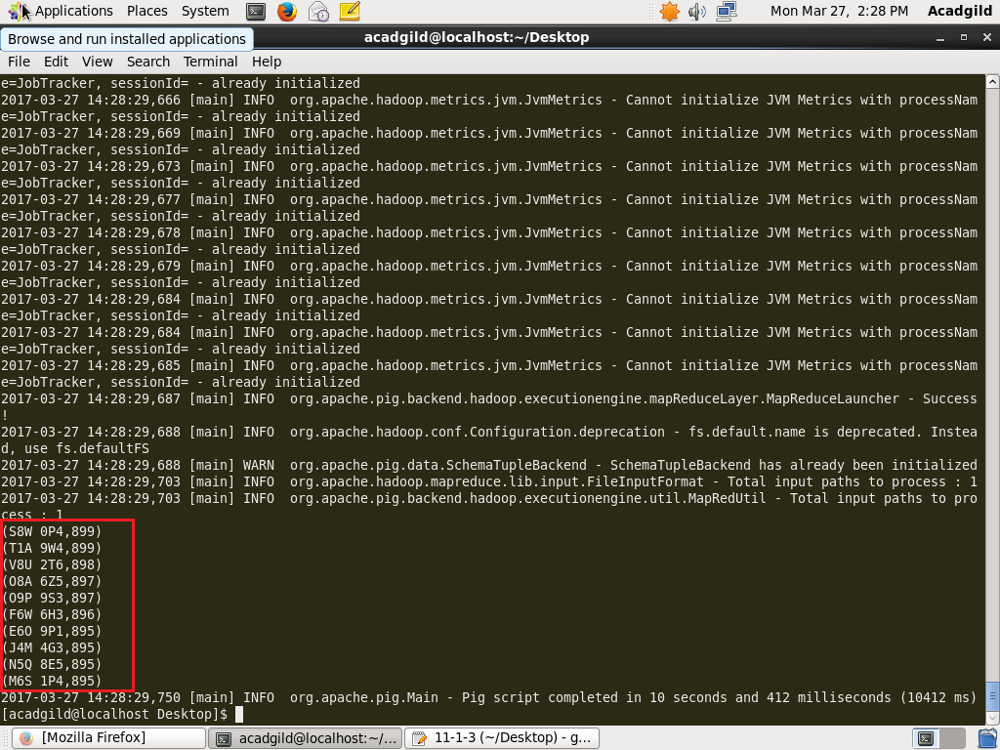 Applications Places System Mon Mar 27, 2:28 PM Acadgild
Browse and run installed applications
acadgild@localhost:~/Desktop
File Edit View Search Terminal Help
e=JobTracker, sessionId= - already initialized
2017-03-27 14:28:29,666 [main] INFO  org.apache.hadoop.metrics.jvm.JvmMetrics - Cannot initialize JVM Metrics with processNam
e=JobTracker, sessionId= - already initialized
2017-03-27 14:28:29,669 [main] INFO  org.apache.hadoop.metrics.jvm.JvmMetrics - Cannot initialize JVM Metrics with processNam
e=JobTracker, sessionId= - already initialized
2017-03-27 14:28:29,673 [main] INFO  org.apache.hadoop.metrics.jvm.JvmMetrics - Cannot initialize JVM Metrics with processNam
e=JobTracker, sessionId= - already initialized
2017-03-27 14:28:29,677 [main] INFO  org.apache.hadoop.metrics.jvm.JvmMetrics - Cannot initialize JVM Metrics with processNam
e=JobTracker, sessionId= - already initialized
2017-03-27 14:28:29,678 [main] INFO  org.apache.hadoop.metrics.jvm.JvmMetrics - Cannot initialize JVM Metrics with processNam
e=JobTracker, sessionId= - already initialized
2017-03-27 14:28:29,679 [main] INFO  org.apache.hadoop.metrics.jvm.JvmMetrics - Cannot initialize JVM Metrics with processNam
e=JobTracker, sessionId= - already initialized
2017-03-27 14:28:29,684 [main] INFO  org.apache.hadoop.metrics.jvm.JvmMetrics - Cannot initialize JVM Metrics with processNam
e=JobTracker, sessionId= - already initialized
2017-03-27 14:28:29,684 [main] INFO  org.apache.hadoop.metrics.jvm.JvmMetrics - Cannot initialize JVM Metrics with processNam
e=JobTracker, sessionId= - already initialized
2017-03-27 14:28:29,685 [main] INFO  org.apache.hadoop.metrics.jvm.JvmMetrics - Cannot initialize JVM Metrics with processNam
e=JobTracker, sessionId= - already initialized
2017-03-27 14:28:29,687 [main] INFO  org.apache.pig.backend.hadoop.executionengine.mapReduceLayer.MapReduceLauncher - Success
!
2017-03-27 14:28:29,688 [main] INFO  org.apache.hadoop.conf.Configuration.deprecation - fs.default.name is deprecated. Instea
d, use fs.defaultFS
2017-03-27 14:28:29,688 [main] WARN  org.apache.pig.data.SchemaTupleBackend - SchemaTupleBackend has already been initialized
2017-03-27 14:28:29,703 [main] INFO  org.apache.hadoop.mapreduce.lib.input.FileInputFormat - Total input paths to process : 1
2017-03-27 14:28:29,703 [main] INFO  org.apache.pig.backend.hadoop.executionengine.util.MapRedUtil - Total input paths to pro
cess : 1
(S8W 0P4,899)
(T1A 9W4,899)
(V8U 2T6,898)
(O8A 6Z5,897)
(O9P 9S3,897)
(F6W 6H3,896)
(E6O 9P1,895)
(J4M 4G3,895)
(N5Q 8E5,895)
(M6S 1P4,895)
2017-03-27 14:28:29,750 [main] INFO  org.apache.pig.Main - Pig script completed in 10 seconds and 412 milliseconds (10412 ms)
[acadgild@localhost Desktop]$
[Mozilla Firefox] acadgild@localhost:~/... 11-1-3 (~/Desktop) - g...